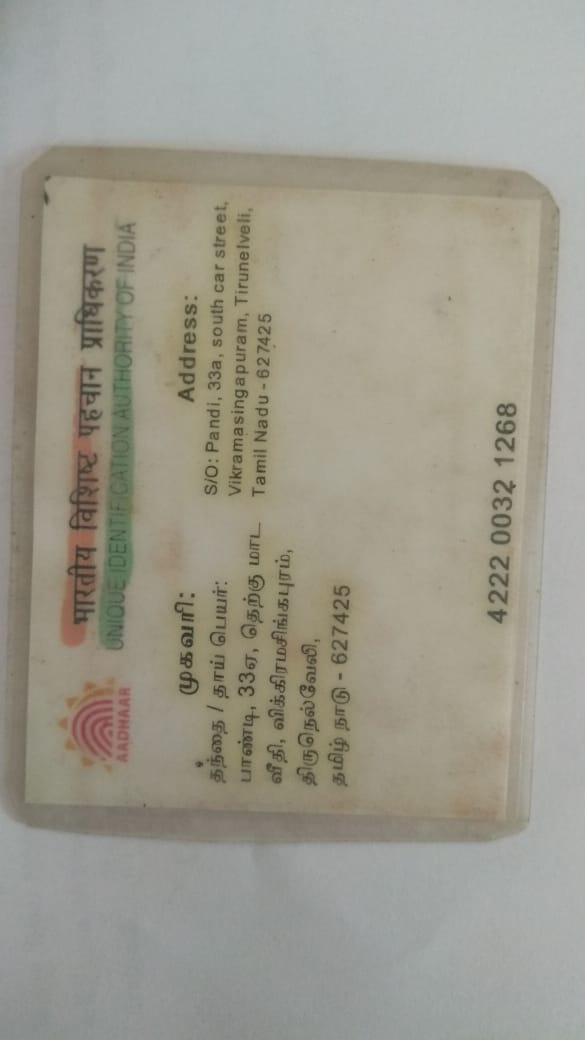 भारतीय विशिष्ट पहचान प्राधिकरण
UNIQUE IDENTIFICATION AUTHORITY OF INDIA
AADHAAR
முகவரி:
தந்தை / தாய் பெயர்:
பாண்டி, 33ஏ, தெற்கு மாட
வீதி, விக்கிரமசிங்கபுரம்,
திருநெல்வேலி,
தமிழ் நாடு - 627425
Address:
S/O: Pandi, 33a, south car street,
Vikramasingapuram, Tirunelveli,
Tamil Nadu - 627425
4222 0032 1268